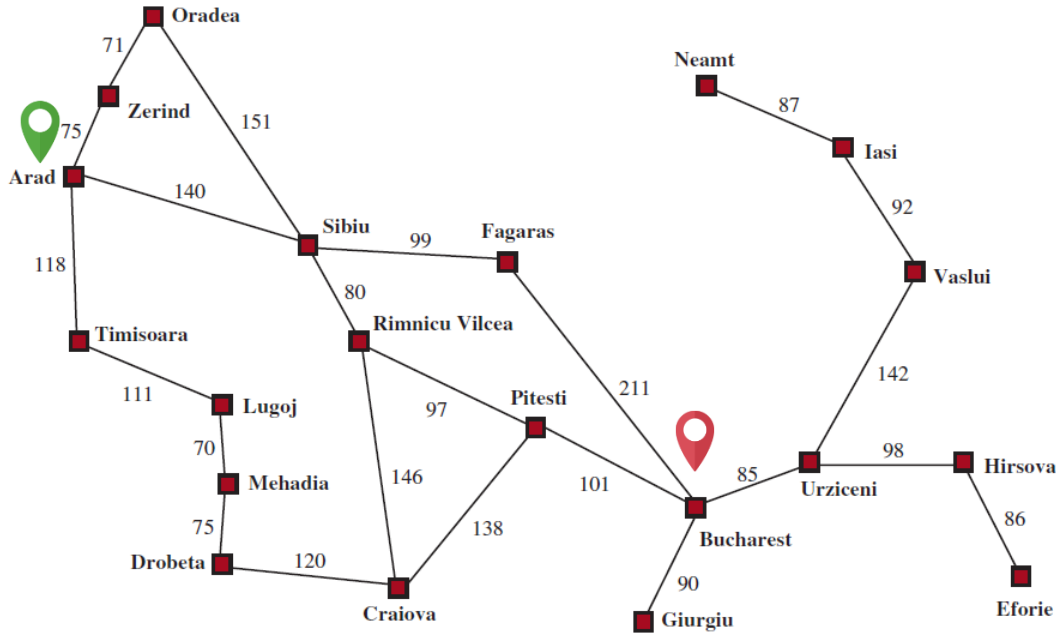 Oradea
71
Neamt
Zerind
87
75
151
Iasi
Arad
140
92
Sibiu
Fagaras
99
118
Vaslui
80
Timisoara
Rimnicu Vilcea
111
142
Lugoj
97
Pitesti
211
70
98
Mehadia
146
101
85
Urziceni
Hirsova
75
138
86
Bucharest
Drobeta
120
90
Craiova
Giurgiu
Eforie